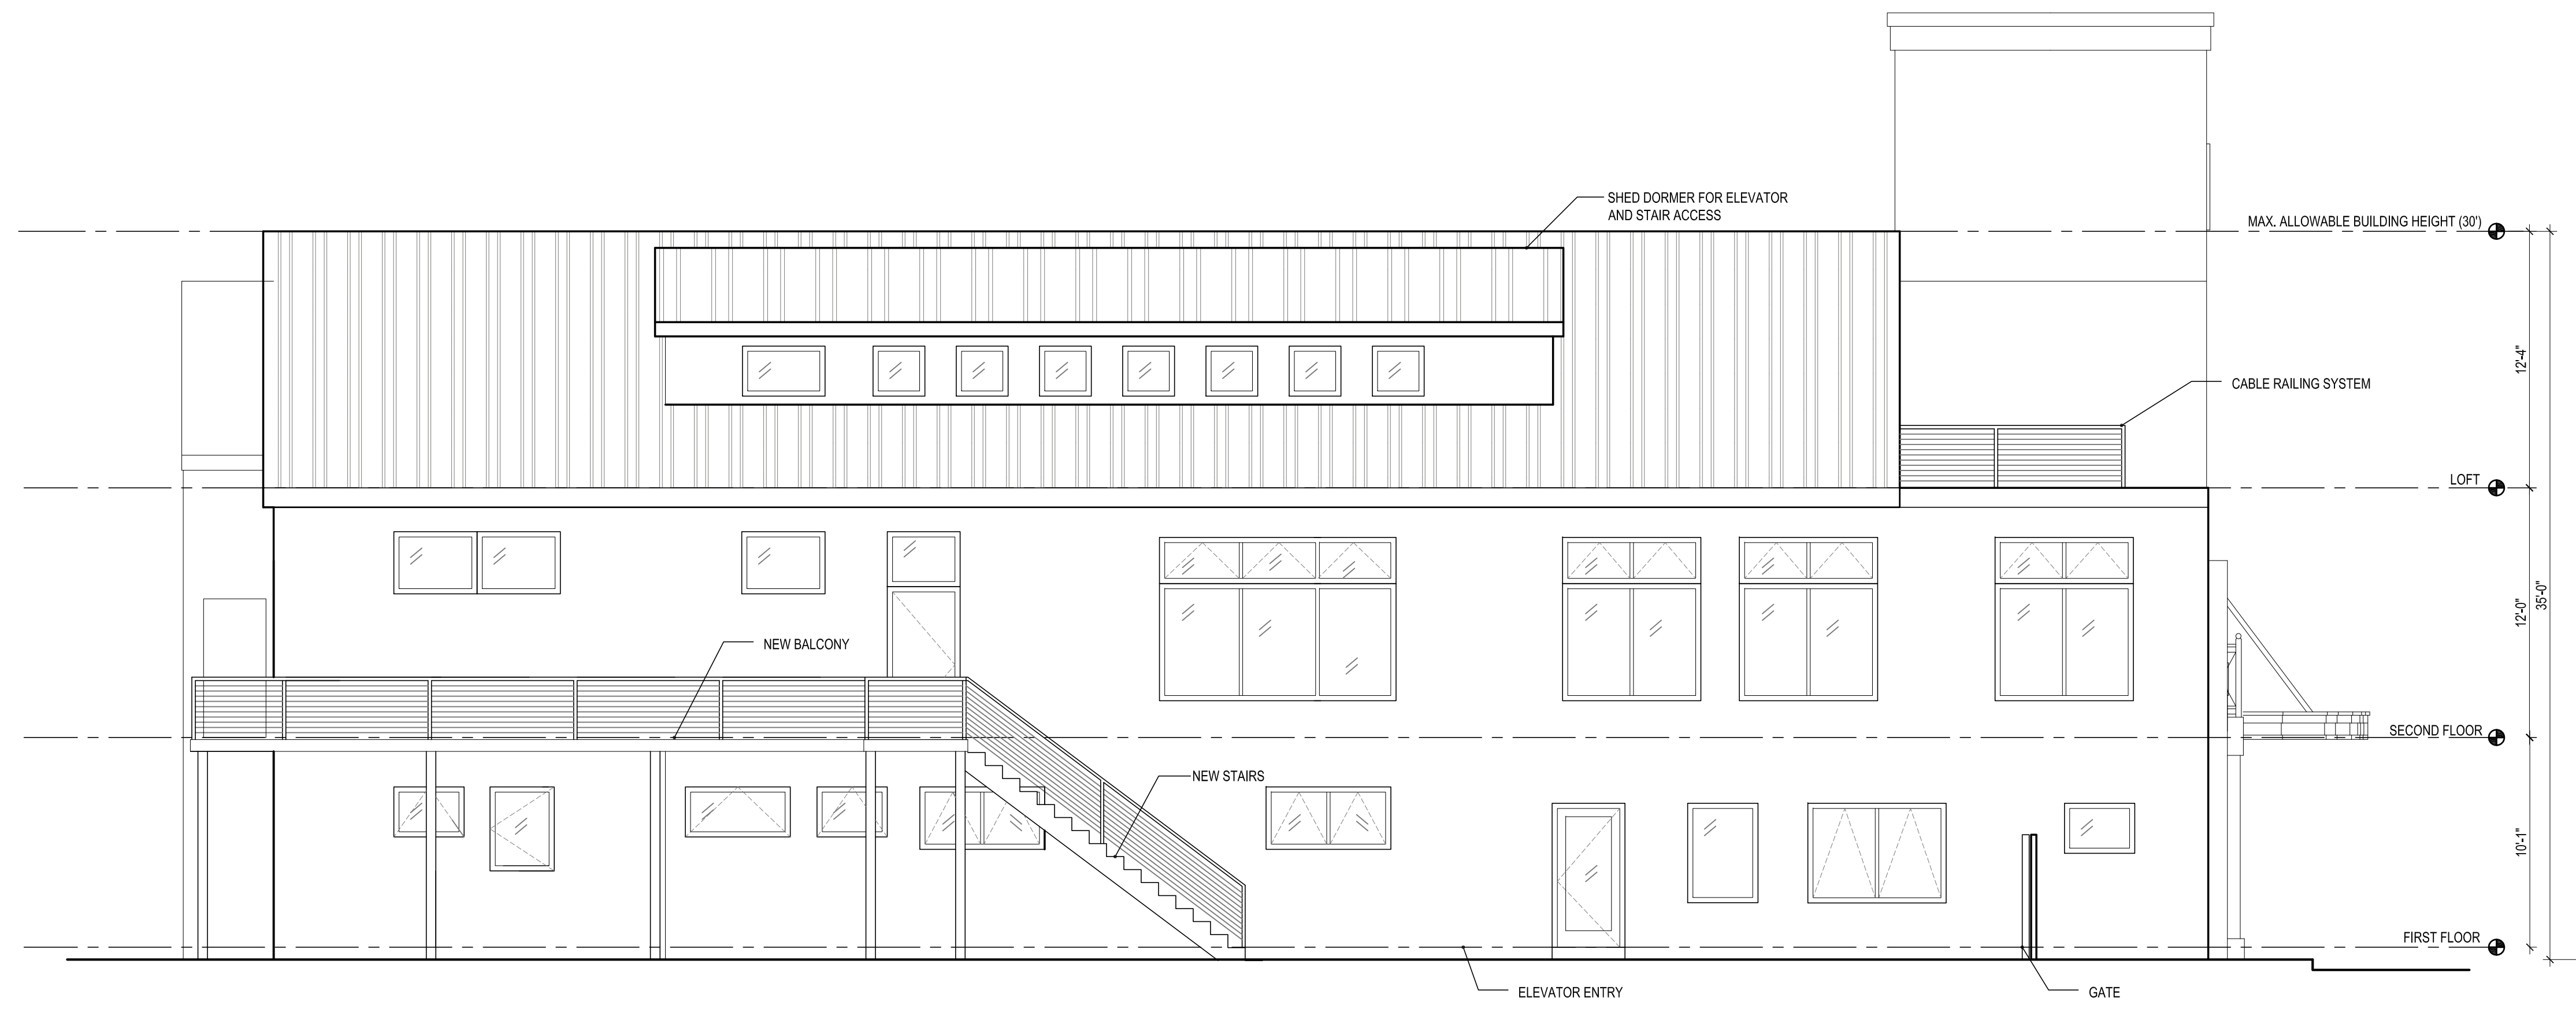 SHED DORMER FOR ELEVATOR
AND STAIR ACCESS
MAX. ALLOWABLE BUILDING HEIGHT (30')
12'-4"
CABLE RAILING SYSTEM
LOFT
12'-0"
35'-0"
NEW BALCONY
SECOND FLOOR
NEW STAIRS
10'-1"
FIRST FLOOR
ELEVATOR ENTRY
GATE